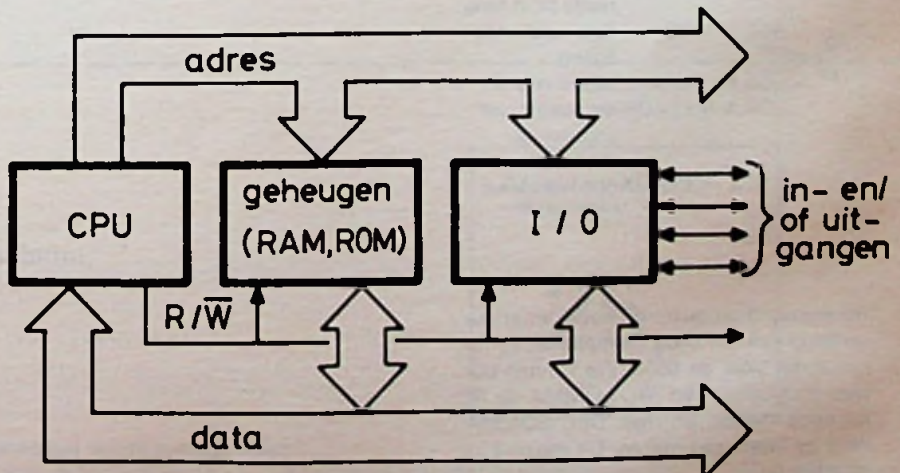 adres
CPU
geheugen
(RAM, ROM)
I / O
in- en/
of uit-
gangen
R/W̅
data